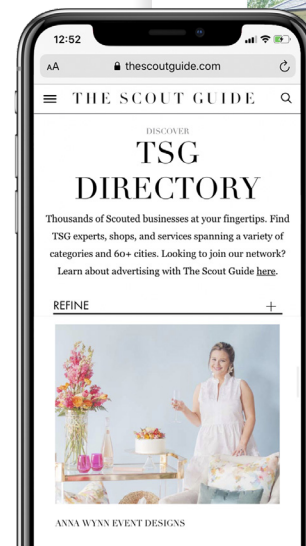 12:52
AA
thescoutguide.com
THE SCOUT GUIDE
DISCOVER
TSG
DIRECTORY
Thousands of Scouted businesses at your fingertips. Find
TSG experts, shops, and services spanning a variety of
categories and 60+ cities. Looking to join our network?
Learn about advertising with The Scout Guide here.
REFINE +
ANNA WYNN EVENT DESIGNS